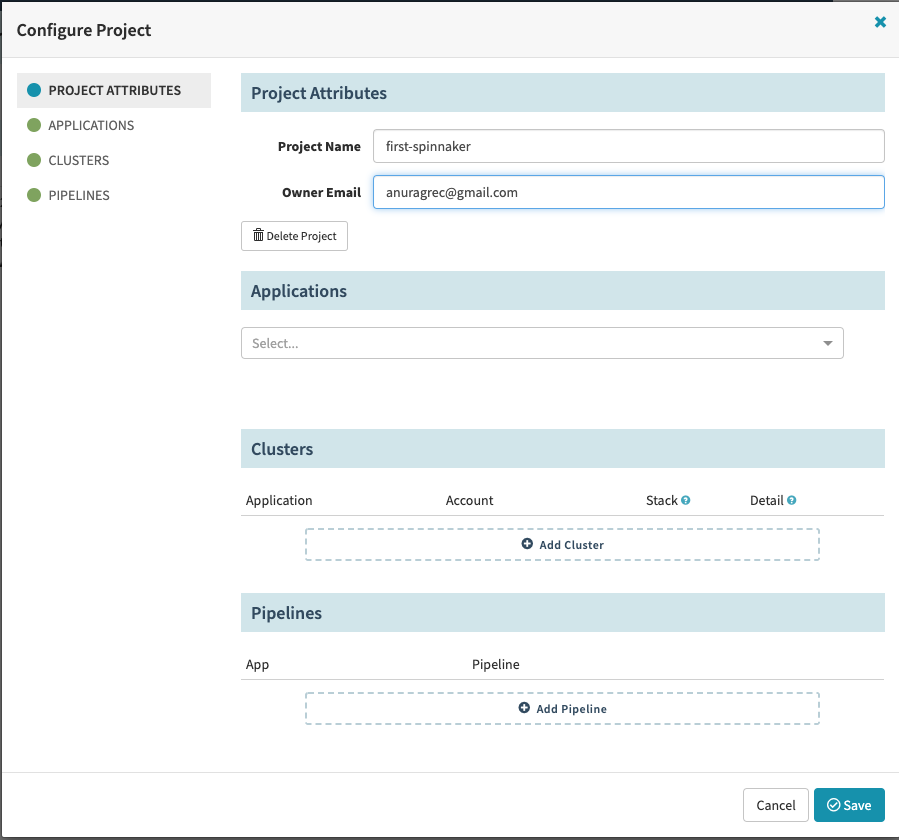 Configure Project
PROJECT ATTRIBUTES
APPLICATIONS
CLUSTERS
PIPELINES
Project Attributes
Project Name first-spinnaker
Owner Email anuragrec@gmail.com
Delete Project
Applications
Select...
Clusters
Application Account Stack Detail
Add Cluster
Pipelines
App Pipeline
Add Pipeline
Cancel Save